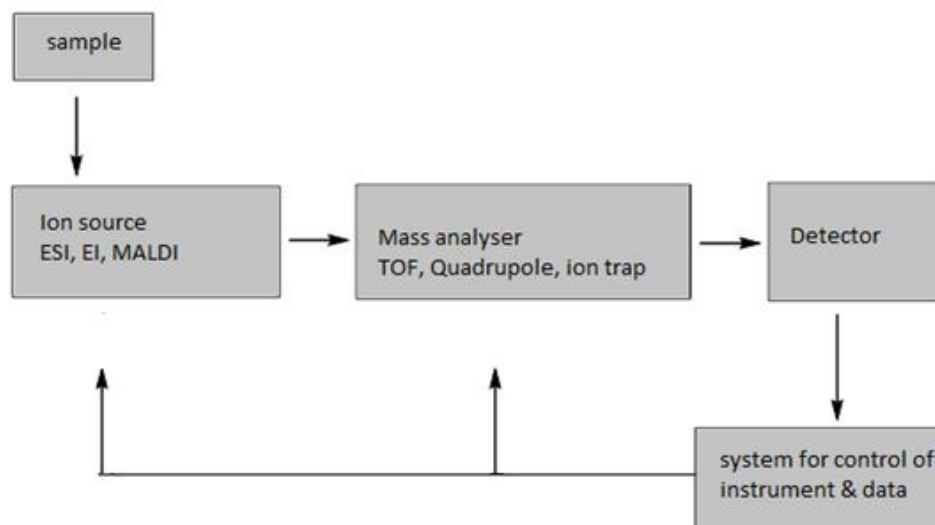 sample
Ion source
ESI, EI, MALDI
Mass analyser
TOF, Quadrupole, ion trap
Detector
system for control of
instrument & data